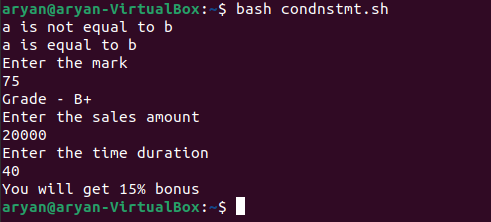 aryan@aryan-VirtualBox:~$ bash condnstmt.sh
a is not equal to b
a is equal to b
Enter the mark
75
Grade - B+
Enter the sales amount
20000
Enter the time duration
40
You will get 15% bonus
aryan@aryan-VirtualBox:~$